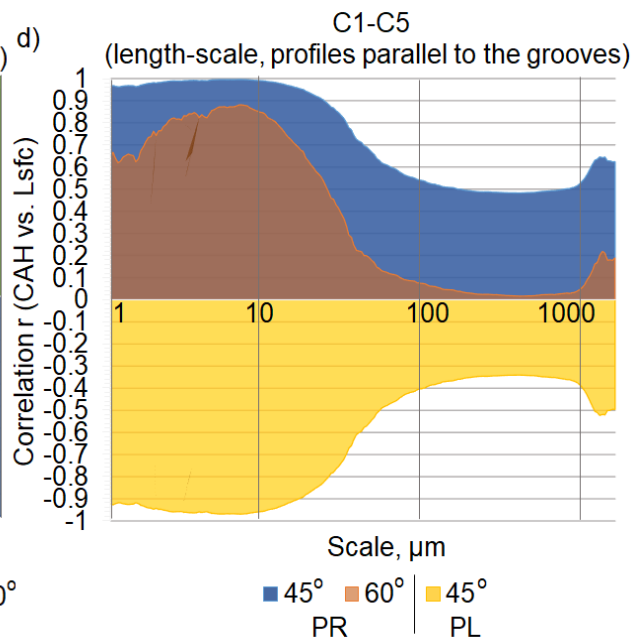 )
d)
C1-C5
(length-scale, profiles parallel to the grooves)
Correlation r (CAH vs. Lsfc)
1
0.9
0.8
0.7
0.6
0.5
0.4
0.3
0.2
0.1
0
-0.1
-0.2
-0.3
-0.4
-0.5
-0.6
-0.7
-0.8
-0.9
-1
1 10 100 1000
Scale, µm
0°
45° 60° 45°
PR PL